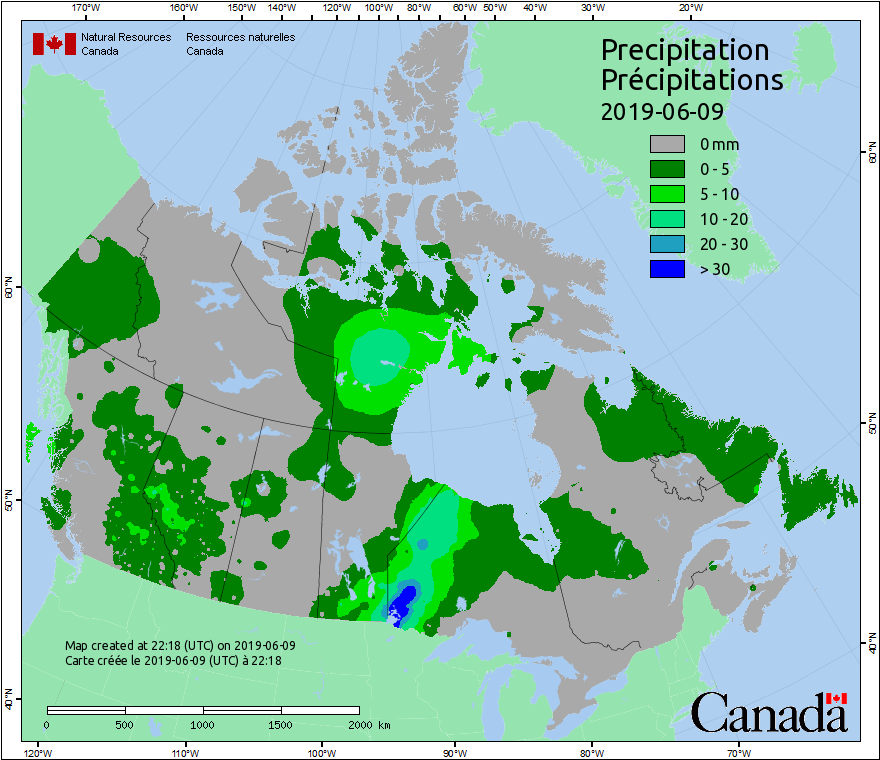 170°W 160°W 150°W 140°W 130°W 120°W 110°W 100°W 90°W 80°W 70°W 60°W 50°W 40°W 30°W 20°W
Natural Resources Ressources naturelles
Canada Canada
Precipitation
Précipitations
2019-06-09
0 mm
0 - 5
5 - 10
10 - 20
20 - 30
> 30
60°N
60°N
50°N
50°N
40°N
40°N
Map created at 22:18 (UTC) on 2019-06-09
Carte créée le 2019-06-09 (UTC) à 22:18
0 500 1000 1500 2000 km
Canada
120°W 110°W 100°W 90°W 80°W 70°W